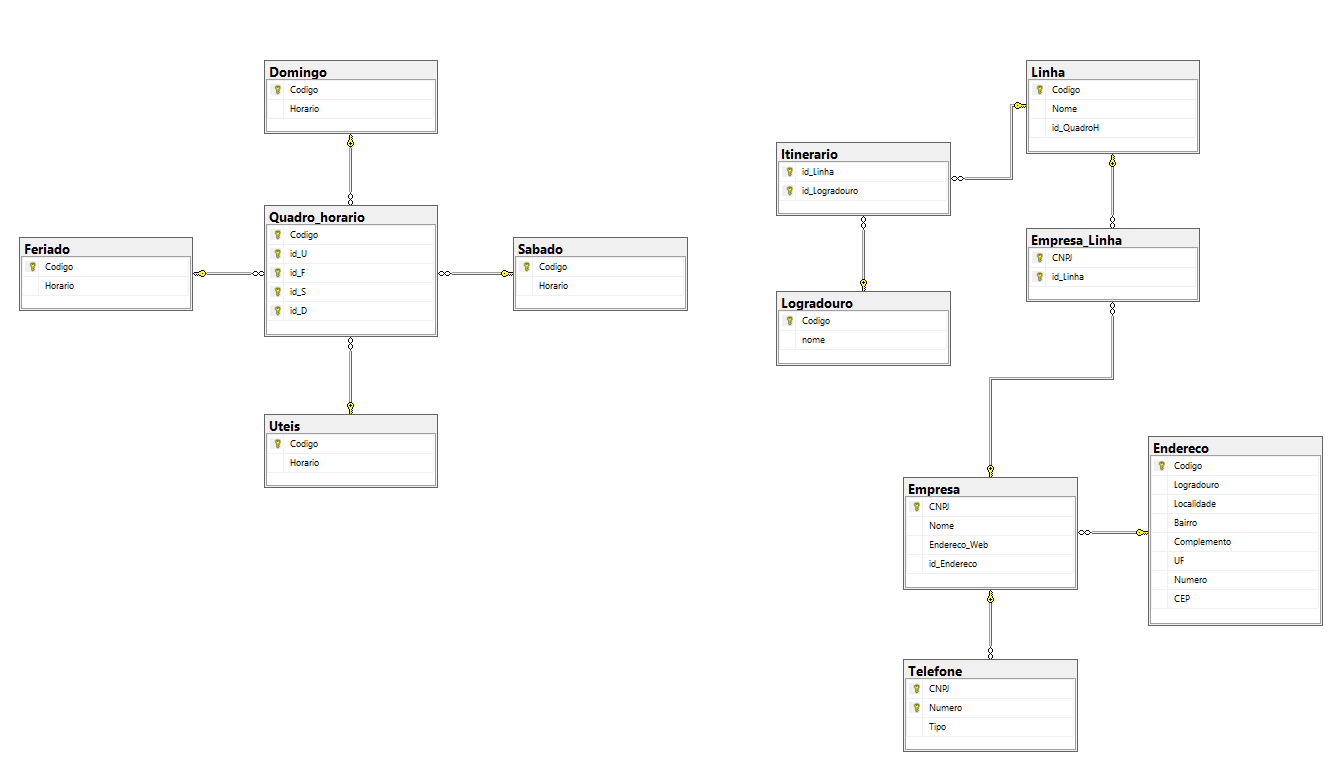 Domingo
Codigo
Horario
Quadro_horario
Codigo
id_U
id_F
id_S
id_D
Feriado
Codigo
Horario
Sabado
Codigo
Horario
Uteis
Codigo
Horario
Linha
Codigo
Nome
id_QuadroH
Itinerario
id_Linha
id_Logradouro
Empresa_Linha
CNPJ
id_Linha
Logradouro
Codigo
nome
Empresa
CNPJ
Nome
Endereco_Web
id_Endereco
Endereco
Codigo
Logradouro
Localidade
Bairro
Complemento
UF
Numero
CEP
Telefone
CNPJ
Numero
Tipo